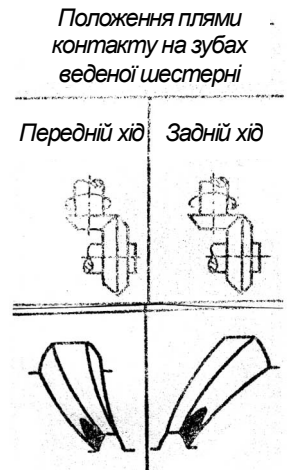 Положення плями
контакту на зубах
веденої шестерні
Передній хід Задній хід